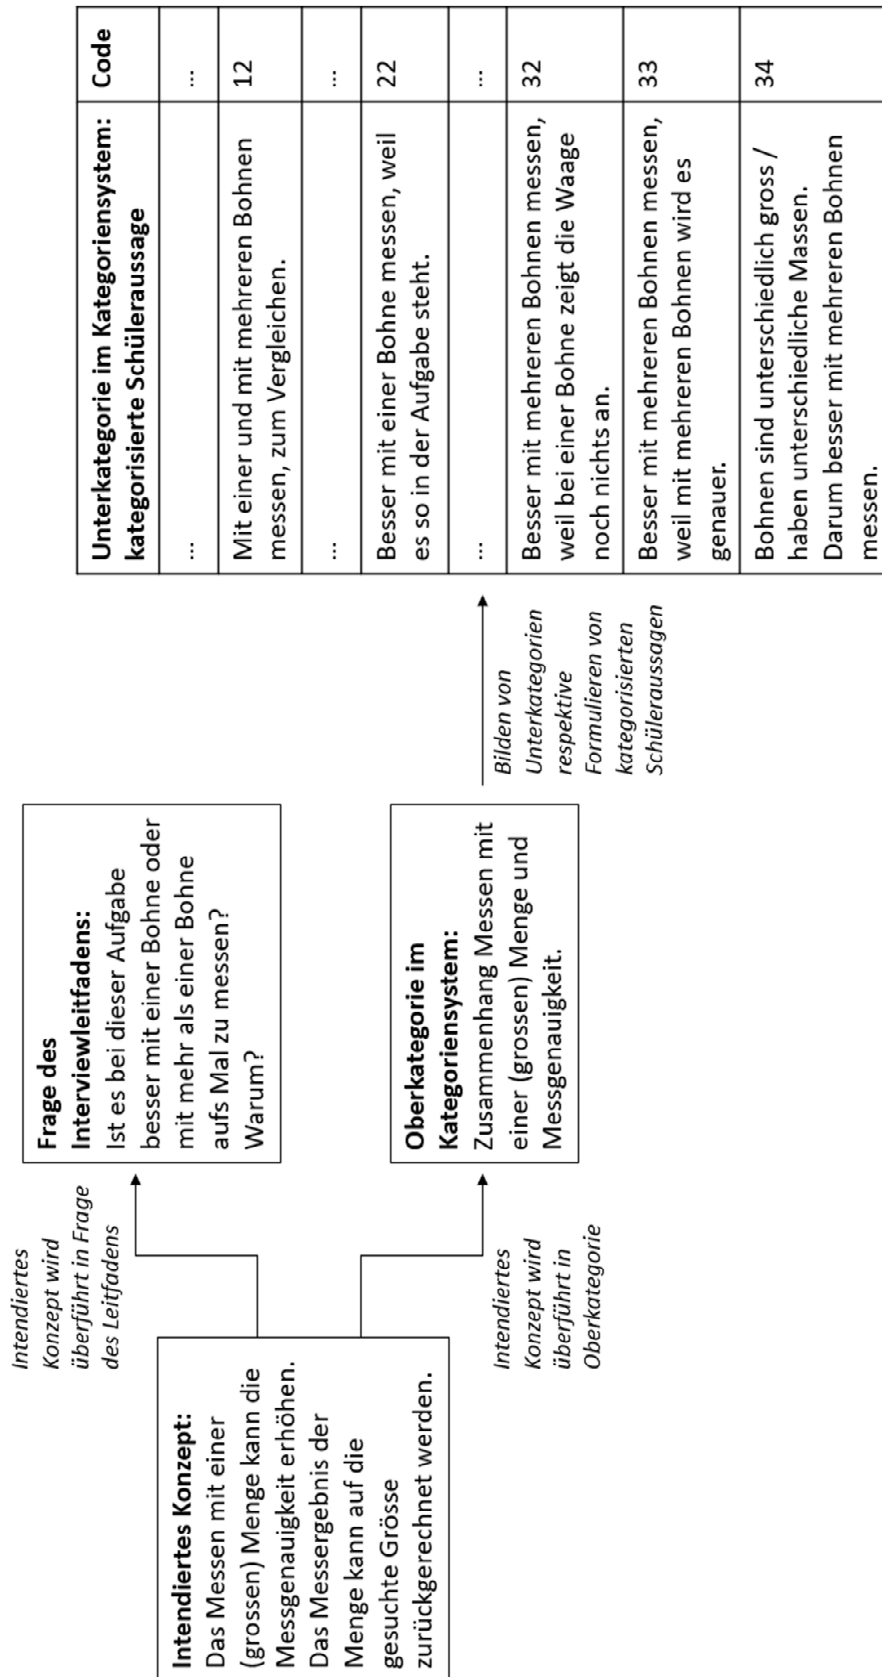 Intendiertes Konzept:
Das Messen mit einer
(grossen) Menge kann die
Messgenauigkeit erhöhen.
Das Messergebnis der
Menge kann auf die
gesuchte Grösse
zurückgerechnet werden.
Intendiertes
Konzept wird
überführt in Frage
des Leitfadens
Frage des
Interviewleitfadens:
Ist es bei dieser Aufgabe
besser mit einer Bohne oder
mit mehr als einer Bohne
aufs Mal zu messen?
Warum?
Intendiertes
Konzept wird
überführt in
Oberkategorie
Oberkategorie im
Kategoriensystem:
Zusammenhang Messen mit
einer (grossen) Menge und
Messgenauigkeit.
Bilden von
Unterkategorien
respektive
Formulieren von
kategorisierten
Schüleraussagen
Unterkategorie im Kategoriensystem: Code
kategorisierte Schüleraussage
... ...
Mit einer und mit mehreren Bohnen 12
messen, zum Vergleichen.
... ...
Besser mit einer Bohne messen, weil 22
es so in der Aufgabe steht.
... ...
Besser mit mehreren Bohnen messen, 32
weil bei einer Bohne zeigt die Waage
noch nichts an.
Besser mit mehreren Bohnen messen, 33
weil mit mehreren Bohnen wird es
genauer.
Bohnen sind unterschiedlich gross / 34
haben unterschiedliche Massen.
Darum besser mit mehreren Bohnen
messen.